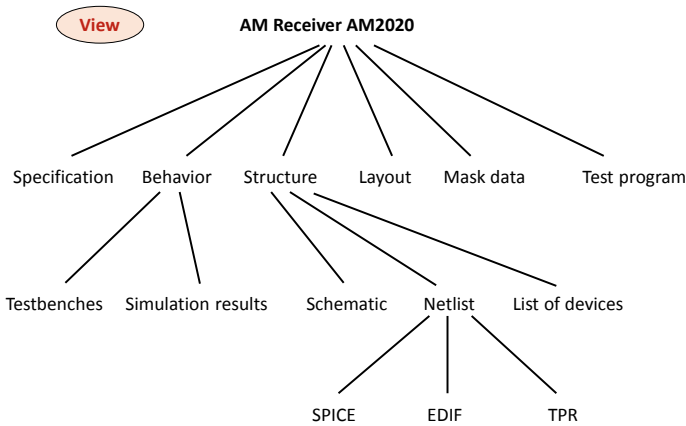 View
AM Receiver AM2020
Specification Behavior Structure Layout Mask data Test program
Testbenches Simulation results Schematic Netlist List of devices
SPICE EDIF TPR